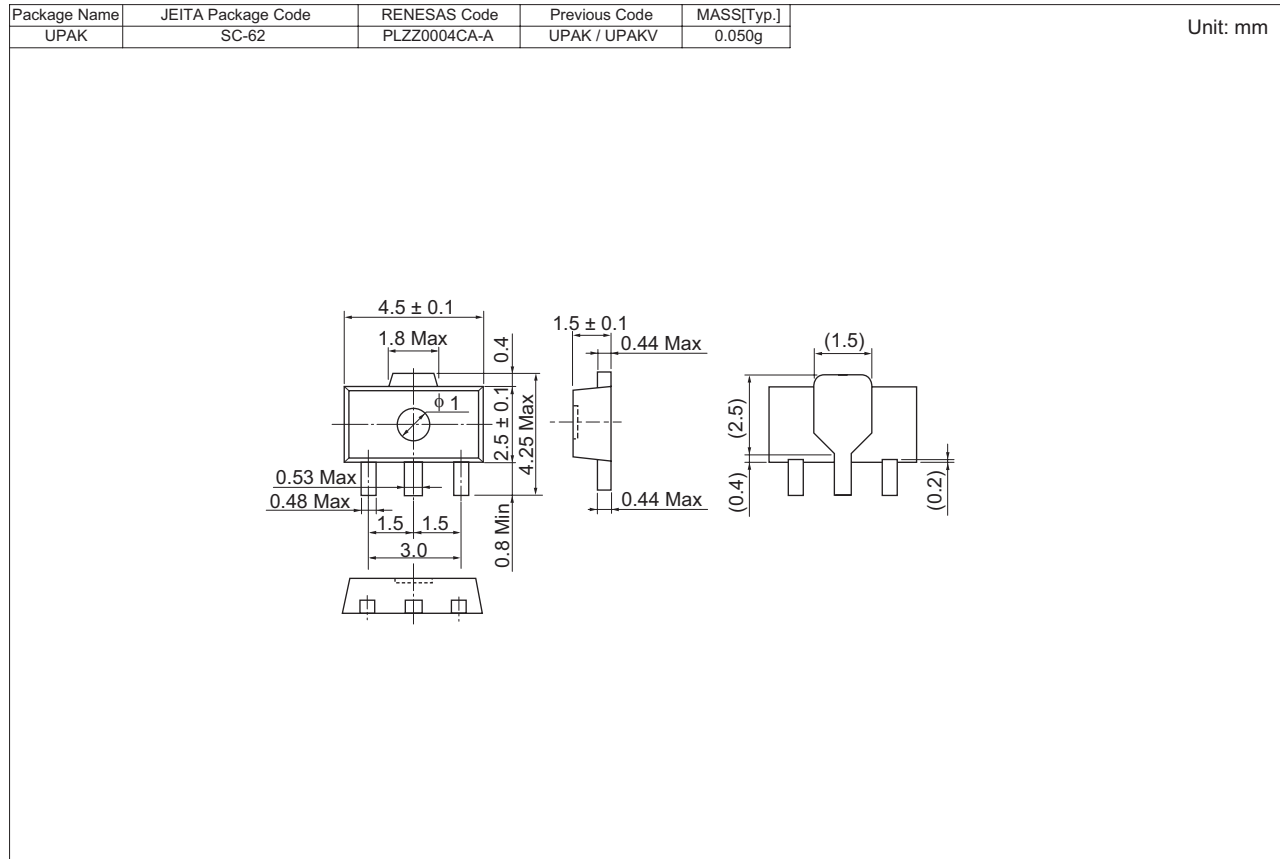 Package Name JEITA Package Code RENESAS Code Previous Code MASS[Typ.]
UPAK SC-62 PLZZ0004CA-A UPAK / UPAKV 0.050g
Unit: mm
4.5 ± 0.1
1.8 Max
0.4
φ 1
2.5 ± 0.1
4.25 Max
0.53 Max
0.48 Max
1.5 1.5
3.0
0.8 Min
1.5 ± 0.1
0.44 Max
0.44 Max
(1.5)
(2.5)
(0.4)
(0.2)